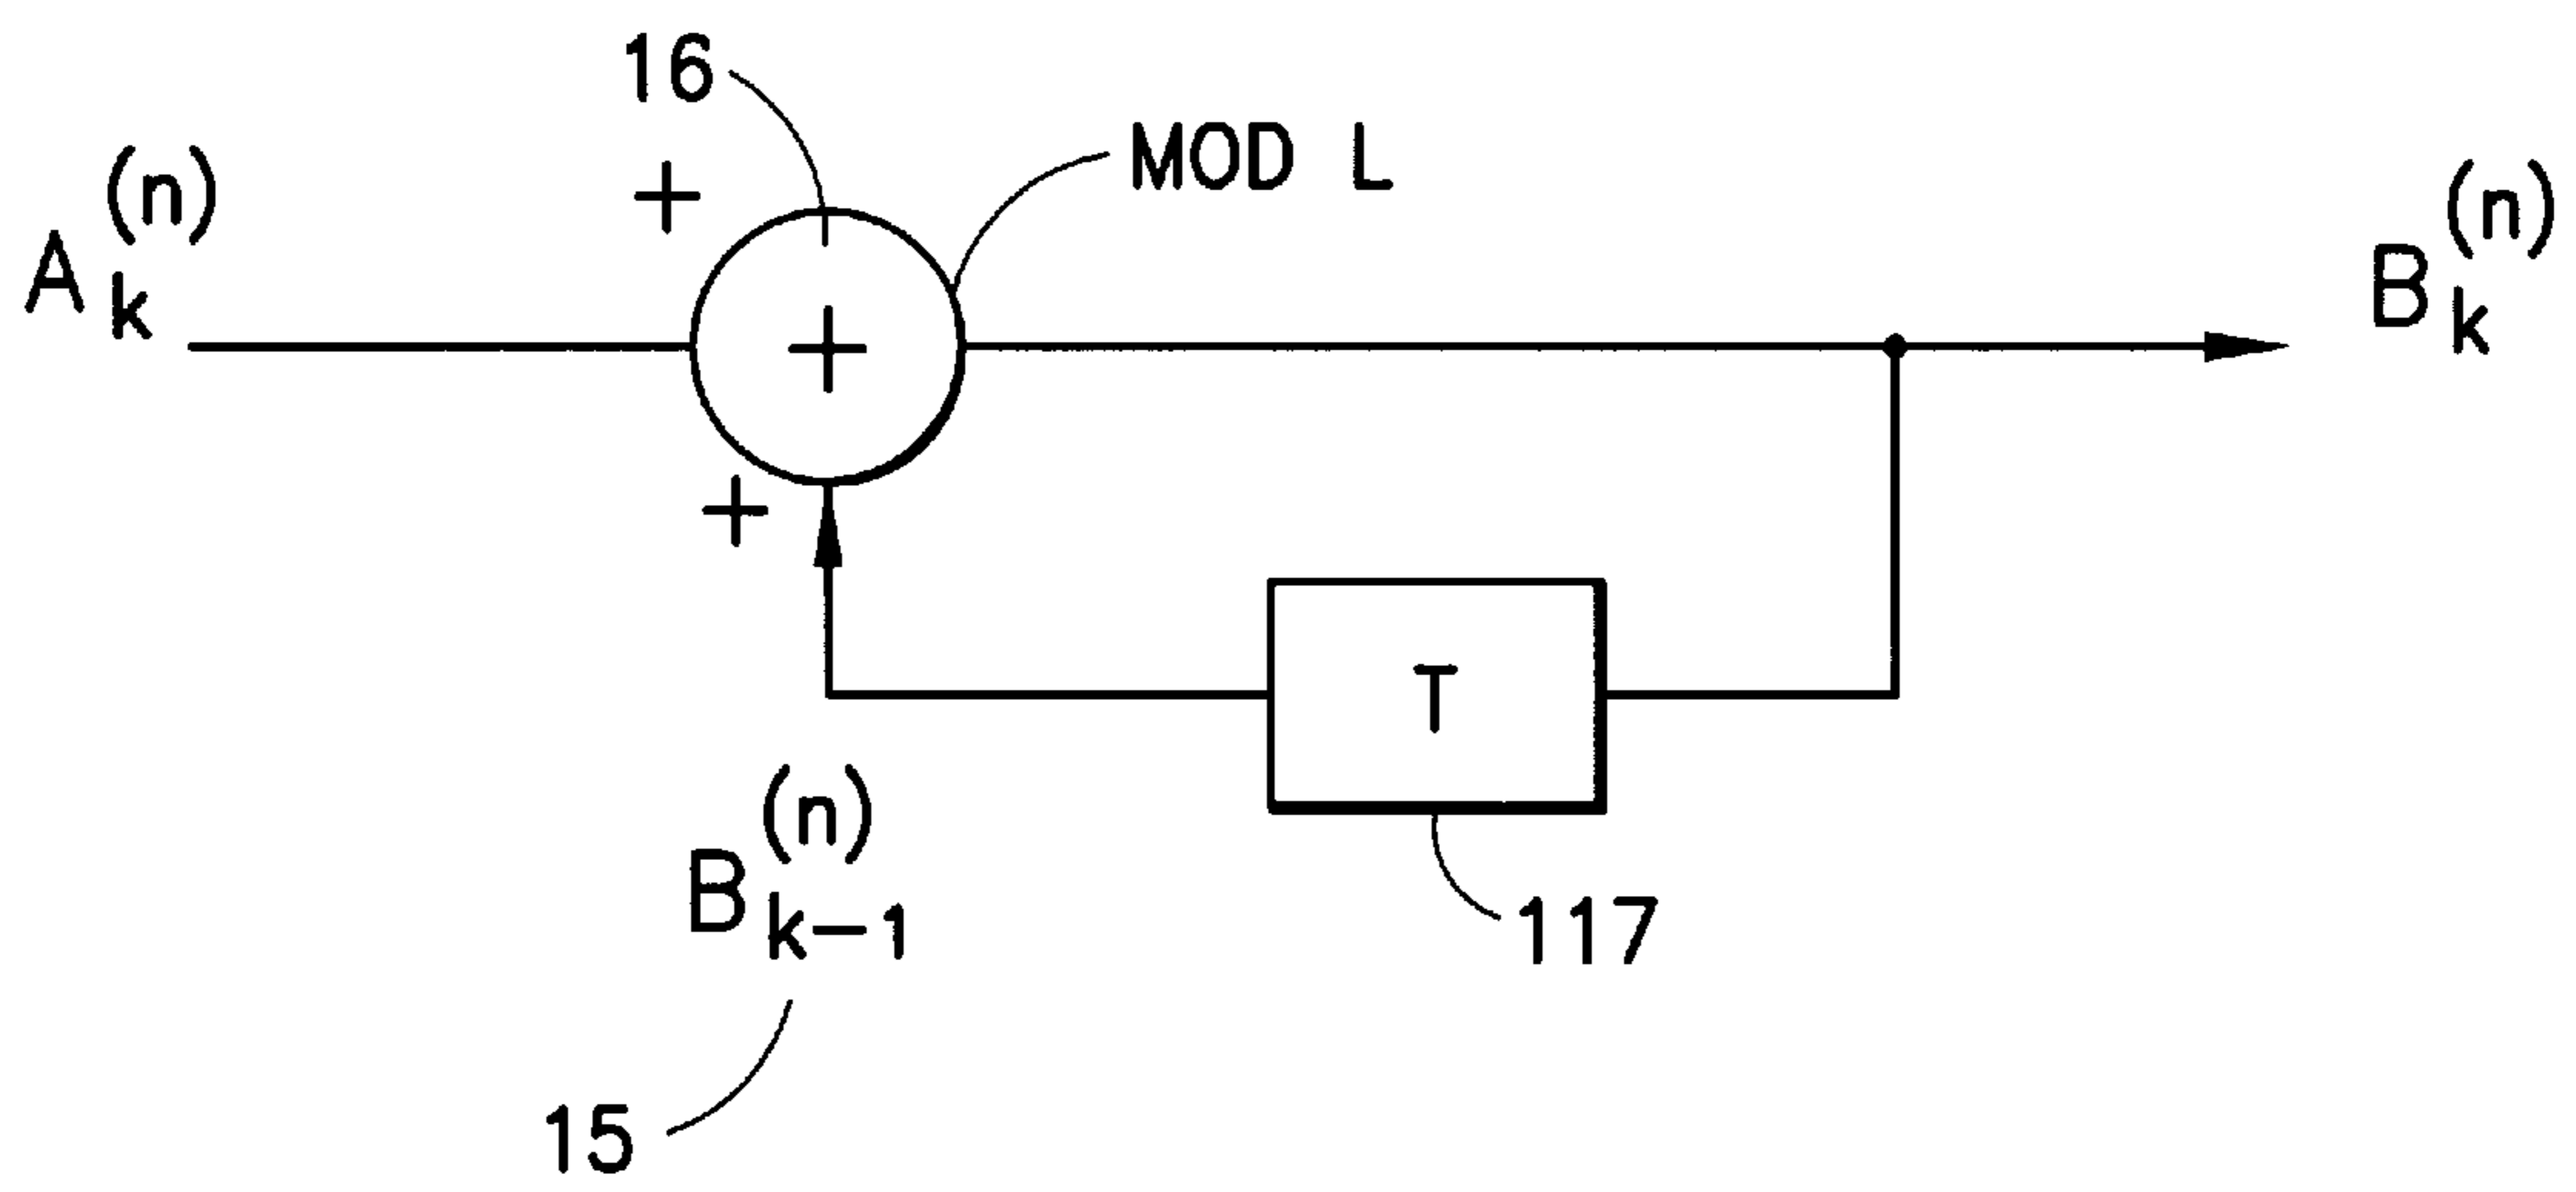 16
+
MOD L
A_k^(n)
B_k^(n)
+
+
T
B_{k-1}^(n)
117
15